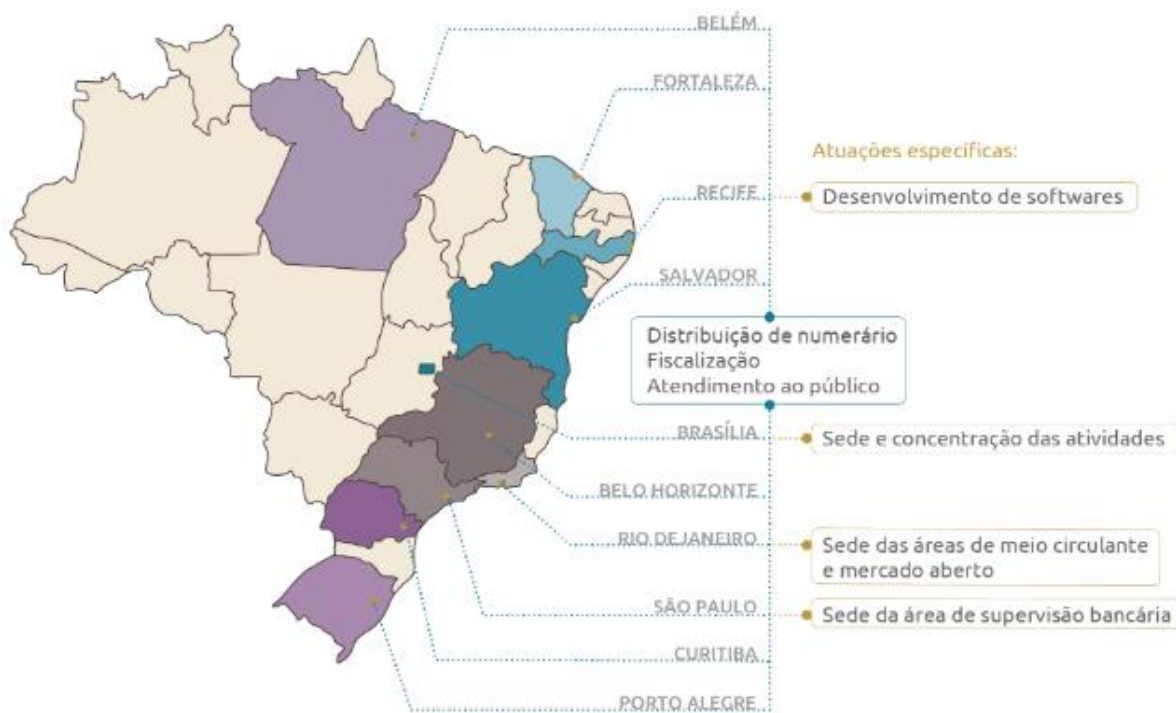 BELÉM
FORTALEZA
Atuações específicas:
RECIFE
Desenvolvimento de softwares
SALVADOR
Distribuição de numerário
Fiscalização
Atendimento ao público
BRASÍLIA
Sede e concentração das atividades
BELO HORIZONTE
RIO DE JANEIRO
Sede das áreas de meio circulante
e mercado aberto
SÃO PAULO
Sede da área de supervisão bancária
CURITIBA
PORTO ALEGRE